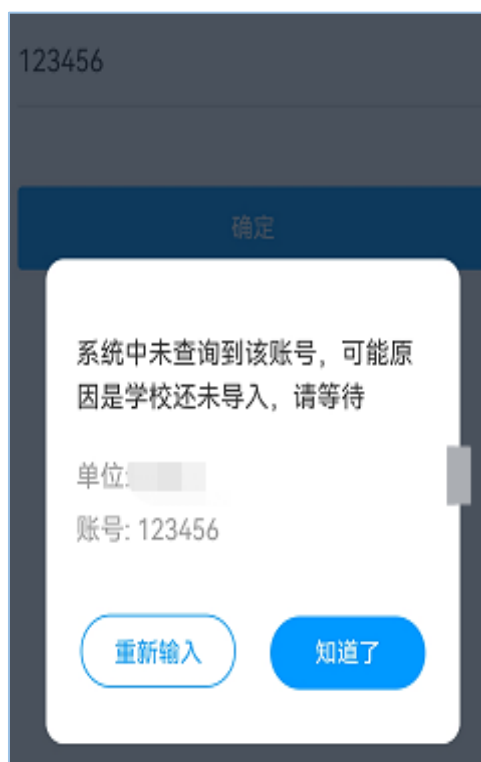 123456
确定
系统中未查询到该账号，可能原
因是学校还未导入，请等待
单位:
账号: 123456
重新输入
知道了